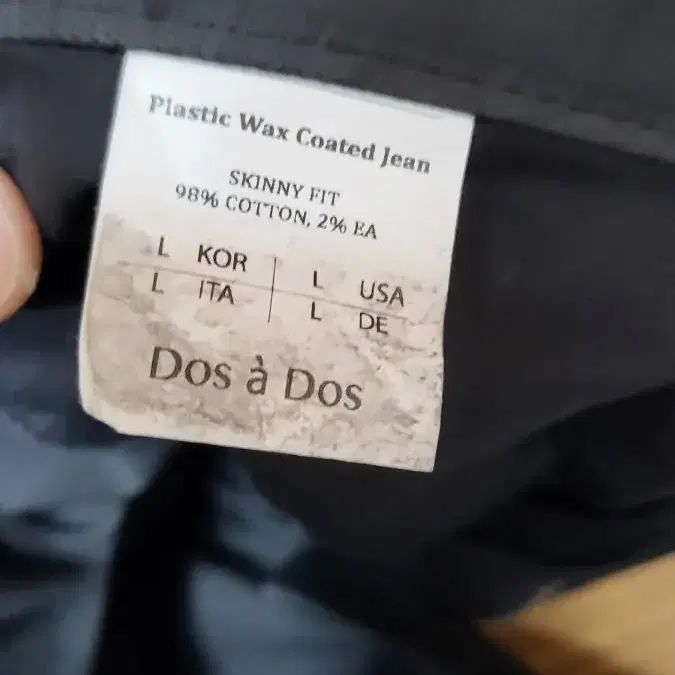 Plastic Wax Coated Jean
SKINNY FIT
98% COTTON, 2% EA
L KOR L USA
L ITA L DE
Dos à Dos